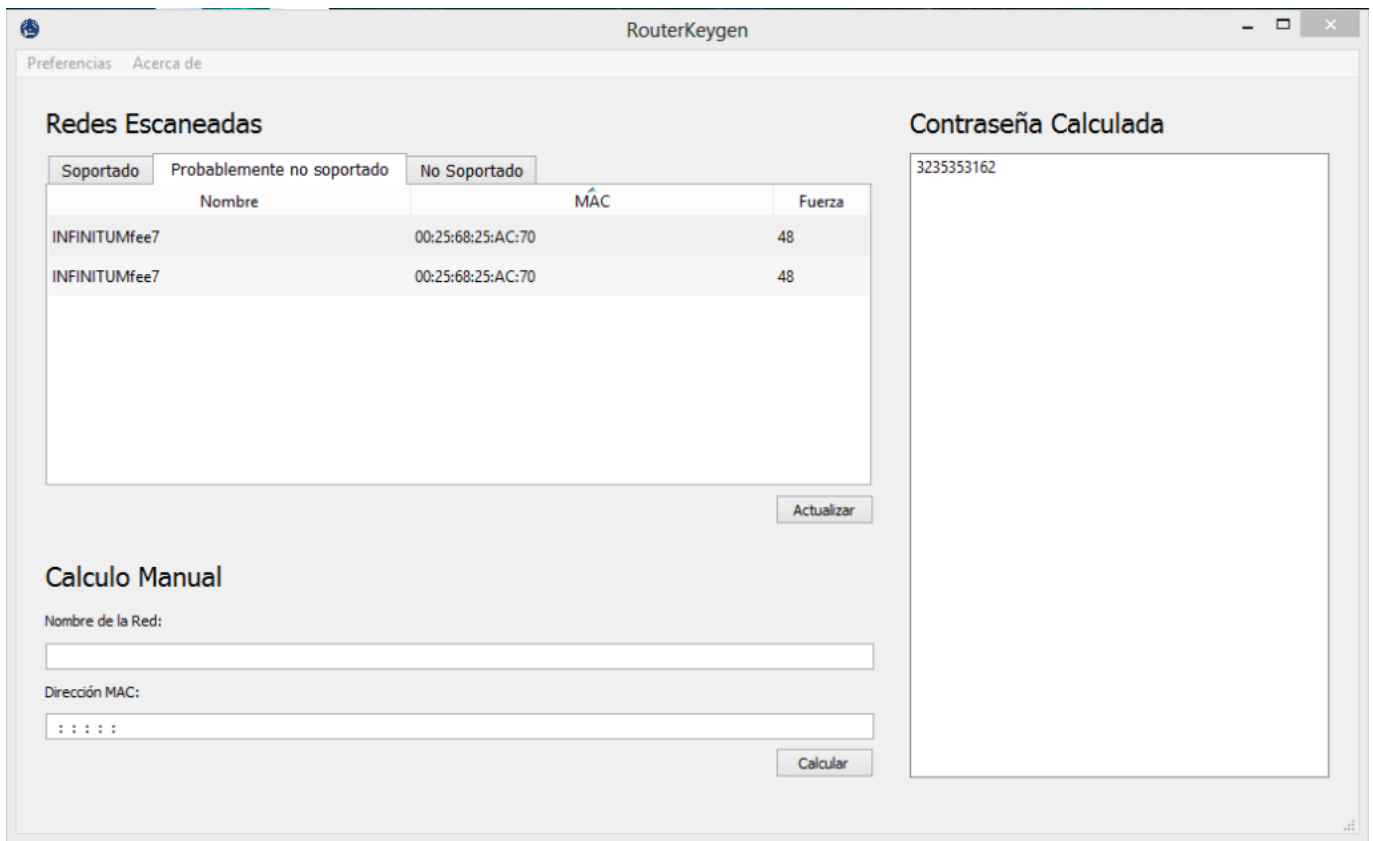 RouterKeygen
Preferencias Acerca de
Redes Escaneadas
Soportado Probablemente no soportado No Soportado
Nombre MAC Fuerza
INFINITUMfee7 00:25:68:25:AC:70 48
INFINITUMfee7 00:25:68:25:AC:70 48
Actualizar
Calculo Manual
Nombre de la Red:
Dirección MAC:
: : : : :
Calcular
Contraseña Calculada
3235353162